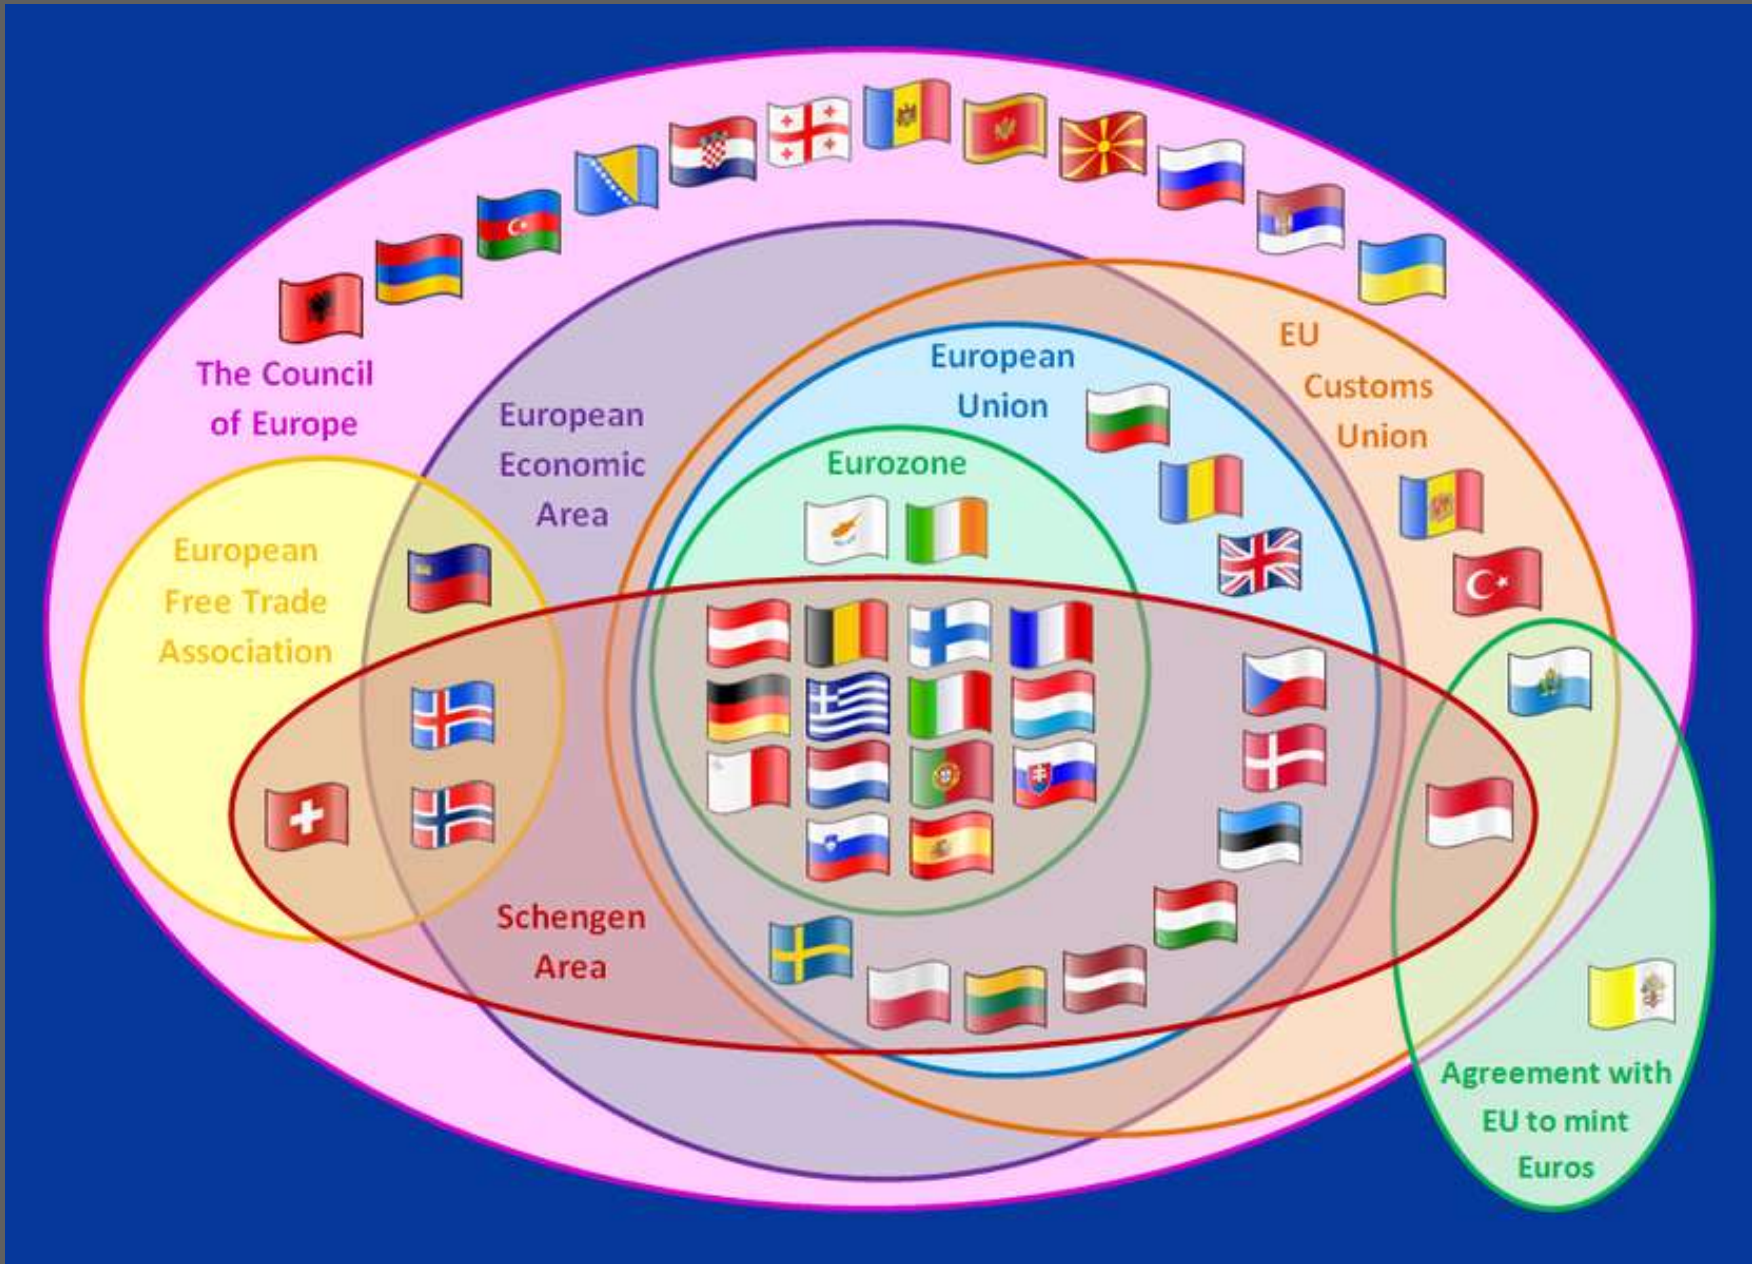 The Council
of Europe
European
Economic
Area
European
Union
EU
Customs
Union
Eurozone
European
Free Trade
Association
Schengen
Area
Agreement with
EU to mint
Euros